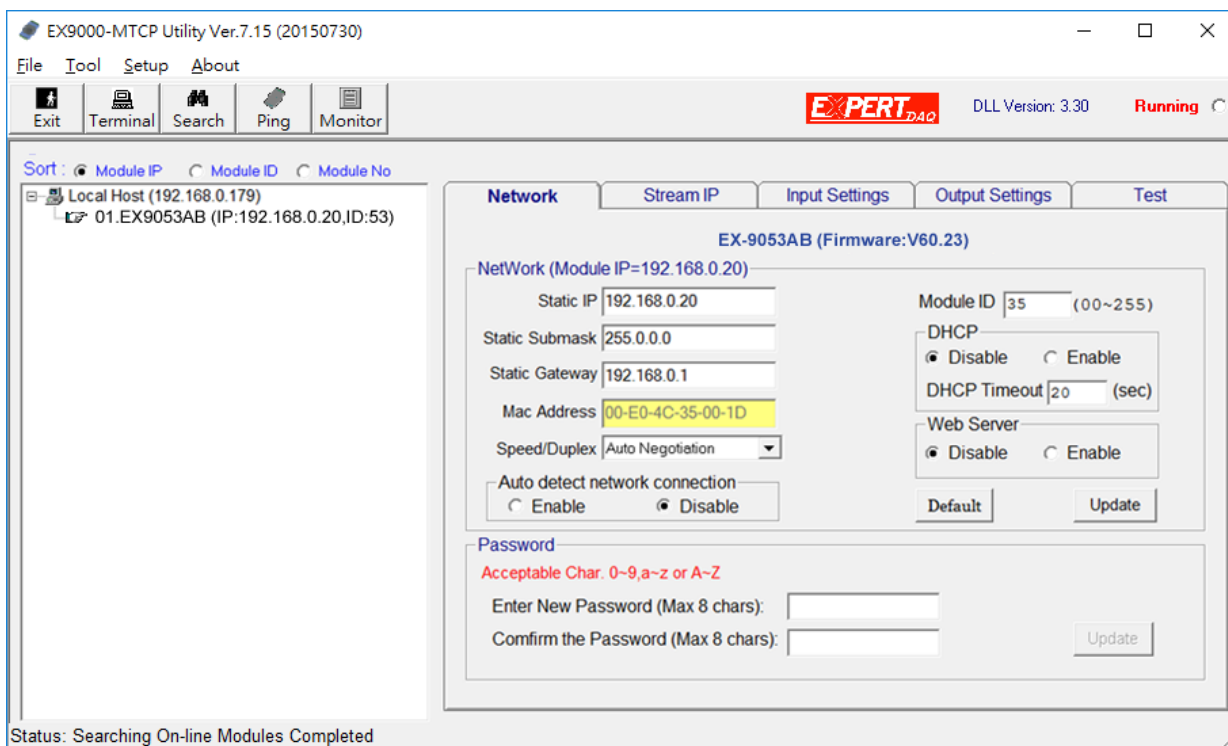 EX9000-MTCP Utility Ver.7.15 (20150730)
File Tool Setup About
Exit Terminal Search Ping Monitor
EXPERT DAQ
DLL Version: 3.30 Running
Sort : Module IP Module ID Module No
Local Host (192.168.0.179)
01.EX9053AB (IP:192.168.0.20,ID:53)
Network Stream IP Input Settings Output Settings Test
EX-9053AB (Firmware:V60.23)
NetWork (Module IP=192.168.0.20)
Static IP 192.168.0.20
Static Submask 255.0.0.0
Static Gateway 192.168.0.1
Mac Address 00-E0-4C-35-00-1D
Speed/Duplex Auto Negotiation
Auto detect network connection
Enable Disable
Module ID 35 (00~255)
DHCP
Disable Enable
DHCP Timeout 20 (sec)
Web Server
Disable Enable
Default Update
Password
Acceptable Char. 0~9,a~z or A~Z
Enter New Password (Max 8 chars):
Comfirm the Password (Max 8 chars):
Update
Status: Searching On-line Modules Completed